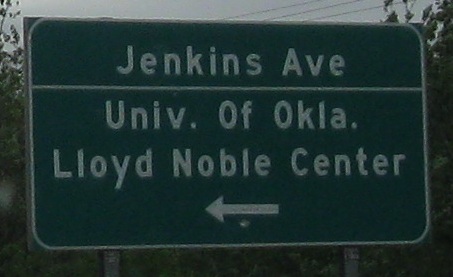 Jenkins Ave
Univ. Of Okla.
Lloyd Noble Center